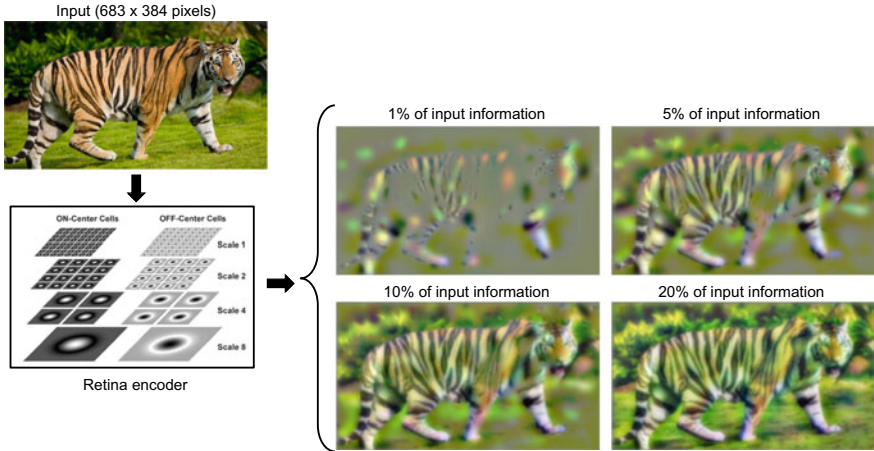 Input (683 x 384 pixels)
ON-Center Cells
OFF-Center Cells
Scale 1
Scale 2
Scale 4
Scale 8
Retina encoder
1% of input information
5% of input information
10% of input information
20% of input information